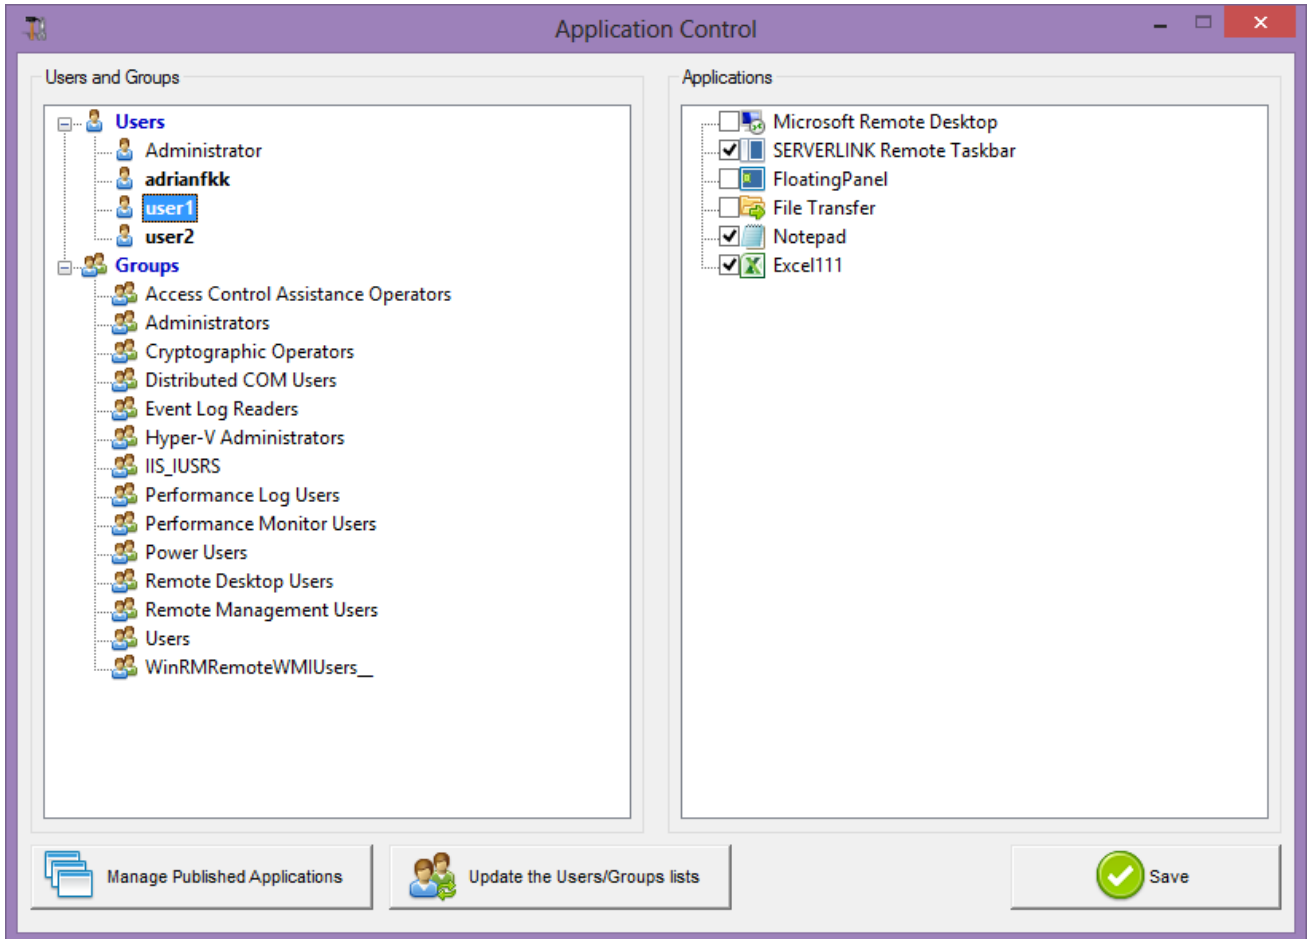 Application Control
Users and Groups
Users
Administrator
adrianfkk
user1
user2
Groups
Access Control Assistance Operators
Administrators
Cryptographic Operators
Distributed COM Users
Event Log Readers
Hyper-V Administrators
IIS_IUSRS
Performance Log Users
Performance Monitor Users
Power Users
Remote Desktop Users
Remote Management Users
Users
WinRMRemoteWMIUsers__
Applications
Microsoft Remote Desktop
SERVERLINK Remote Taskbar
FloatingPanel
File Transfer
Notepad
Excel111
Manage Published Applications
Update the Users/Groups lists
Save